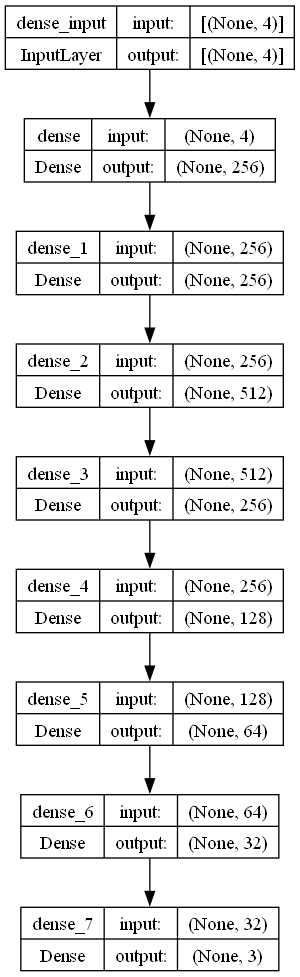 dense_input input: [(None, 4)]
InputLayer output: [(None, 4)]
dense input: (None, 4)
Dense output: (None, 256)
dense_1 input: (None, 256)
Dense output: (None, 256)
dense_2 input: (None, 256)
Dense output: (None, 512)
dense_3 input: (None, 512)
Dense output: (None, 256)
dense_4 input: (None, 256)
Dense output: (None, 128)
dense_5 input: (None, 128)
Dense output: (None, 64)
dense_6 input: (None, 64)
Dense output: (None, 32)
dense_7 input: (None, 32)
Dense output: (None, 3)